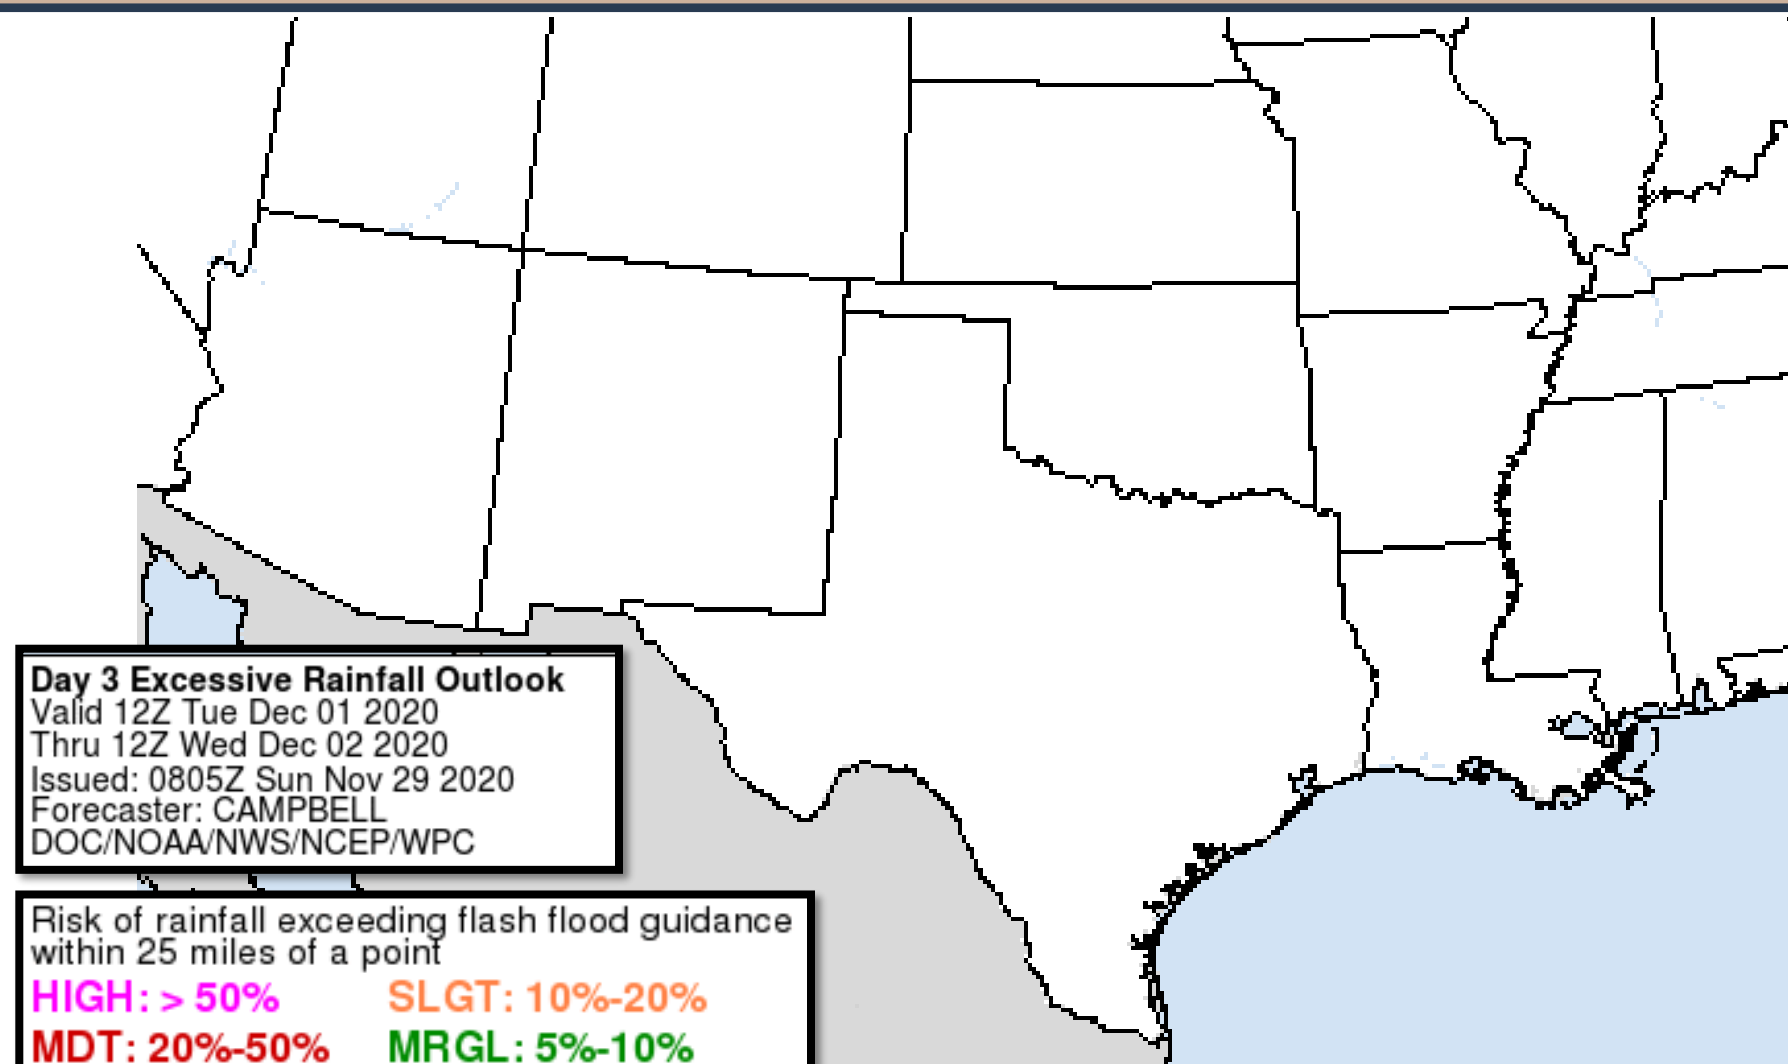 Day 3 Excessive Rainfall Outlook
Valid 12Z Tue Dec 01 2020
Thru 12Z Wed Dec 02 2020
Issued: 0805Z Sun Nov 29 2020
Forecaster: CAMPBELL
DOC/NOAA/NWS/NCEP/WPC
Risk of rainfall exceeding flash flood guidance
within 25 miles of a point
HIGH: > 50% SLGT: 10%-20%
MDT: 20%-50% MRGL: 5%-10%